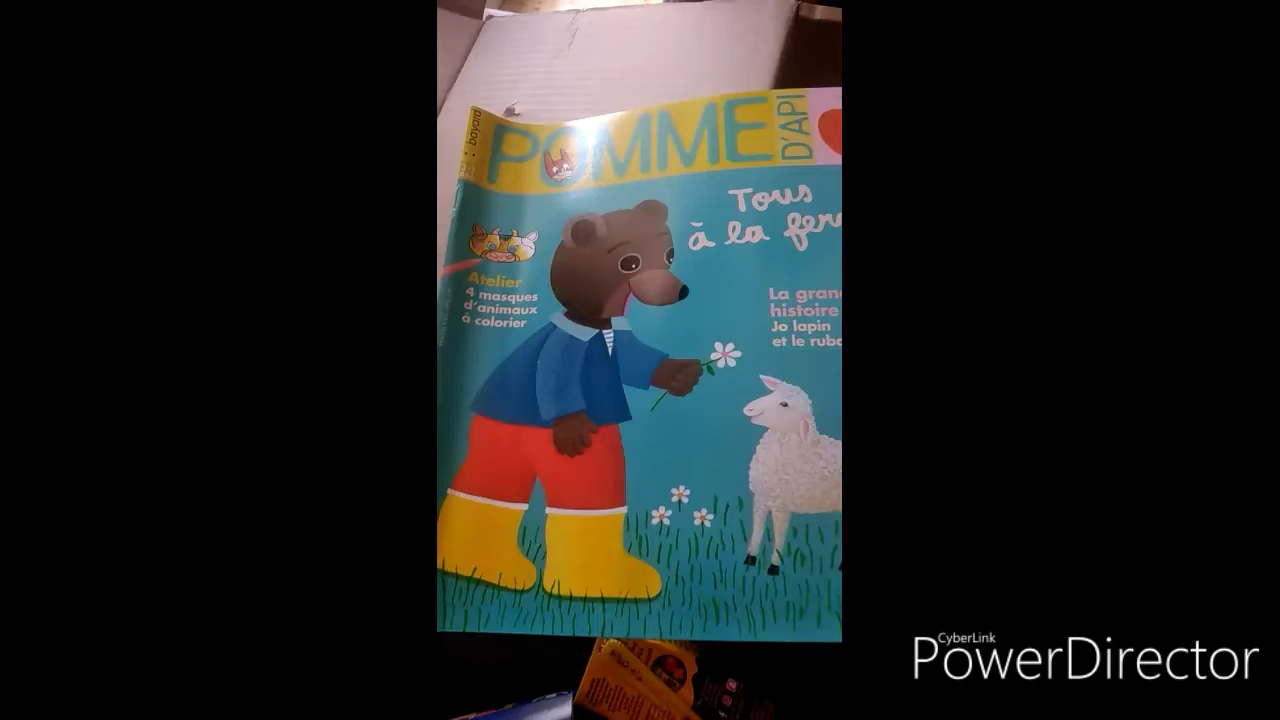 bayard
POMME
D'API
Tous
à la fer
Atelier
4 masques
d'animaux
à colorier
La gran
histoire
Jo lapin
et le rub
CyberLink
PowerDirector